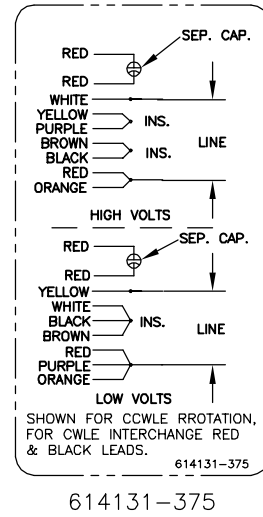 RED
SEP. CAP.
RED
WHITE
YELLOW
PURPLE
INS.
BROWN
BLACK
INS.
LINE
RED
ORANGE
HIGH VOLTS
RED
SEP. CAP.
RED
YELLOW
WHITE
BLACK
BROWN
INS.
LINE
RED
PURPLE
ORANGE
LOW VOLTS
SHOWN FOR CCWLE RROTATION,
FOR CWLE INTERCHANGE RED
& BLACK LEADS.
614131-375
614131-375